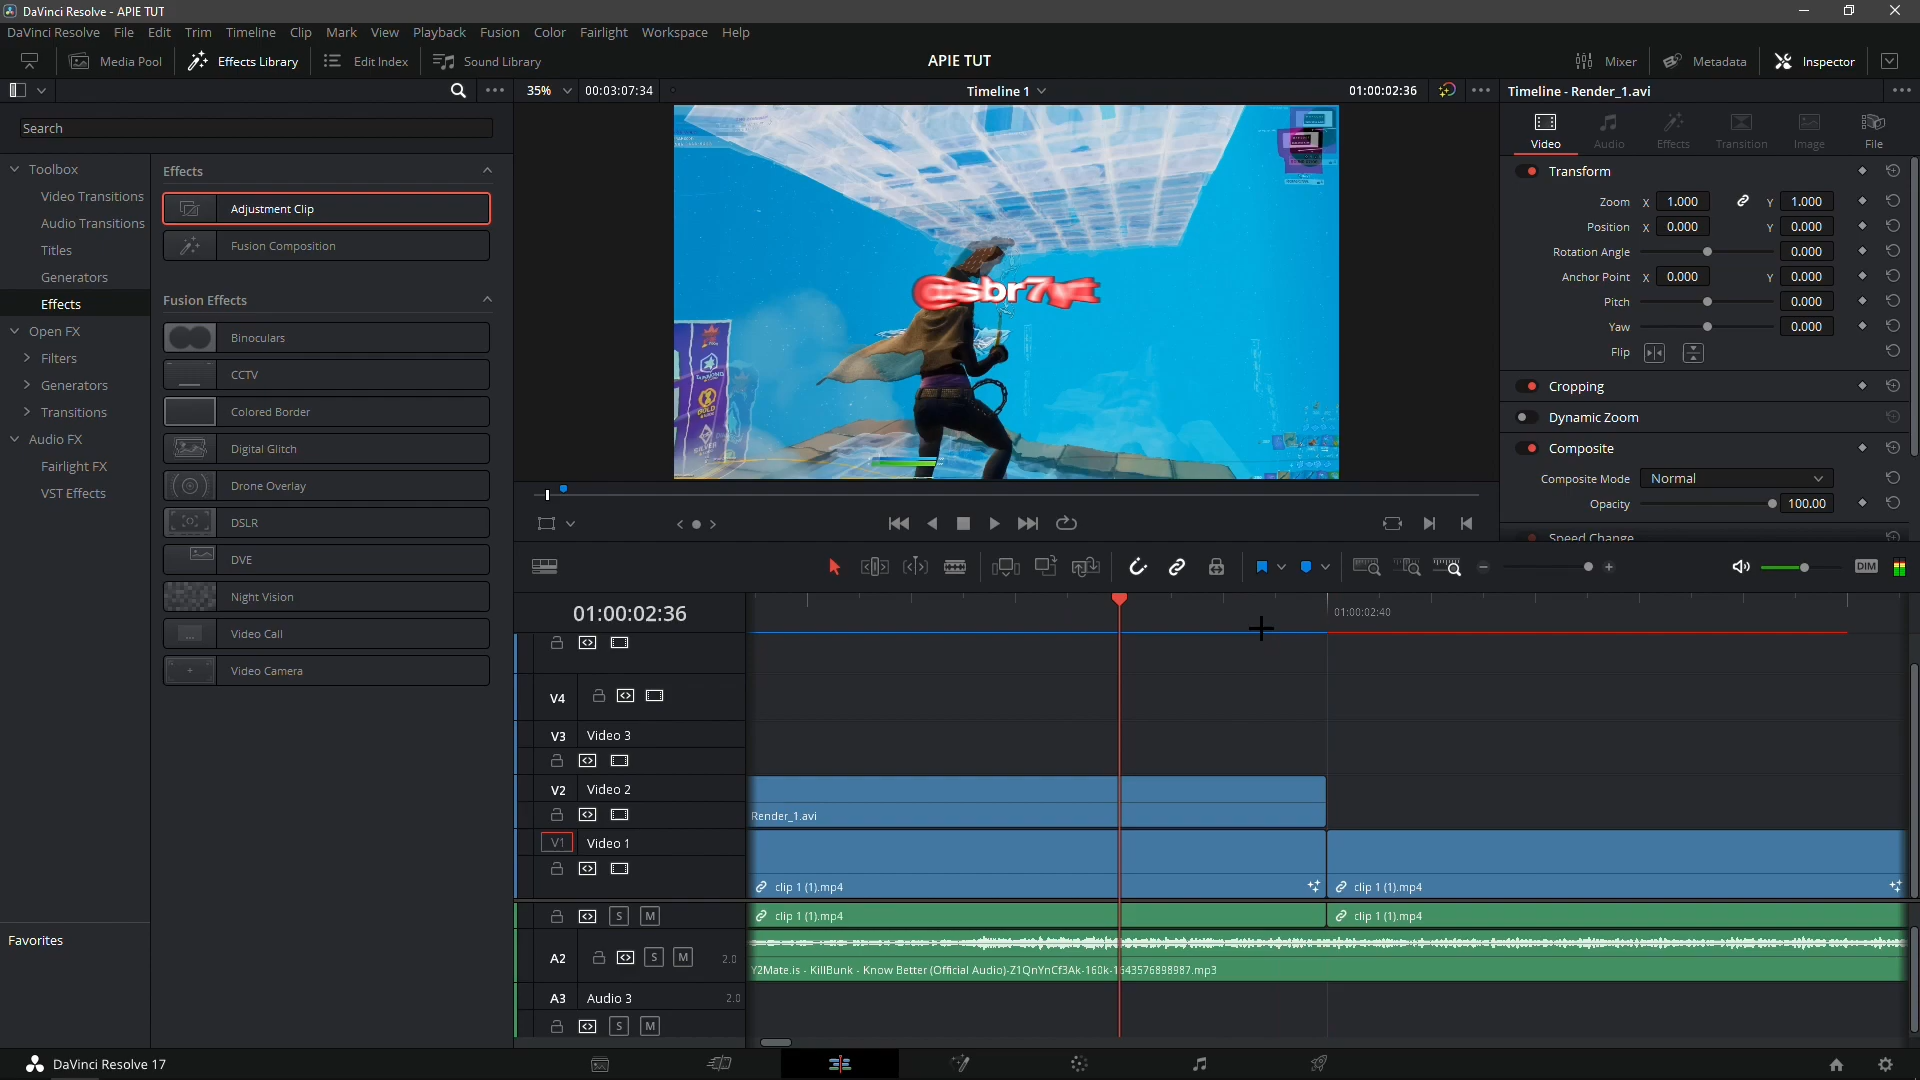 DaVinci Resolve - APIE TUT
DaVinci Resolve File Edit Trim Timeline Clip Mark View Playback Fusion Color Fairlight Workspace Help
Media Pool Effects Library Edit Index Sound Library APIE TUT Mixer Metadata Inspector
35% 00:03:07:34 Timeline 1 01:00:02:36 Timeline - Render_1.avi
Search
Toolbox
Video Transitions
Audio Transitions
Titles
Generators
Effects
Open FX
Filters
Generators
Transitions
Audio FX
Fairlight FX
VST Effects
Favorites
Effects
Adjustment Clip
Fusion Composition
Fusion Effects
Binoculars
CCTV
Colored Border
Digital Glitch
Drone Overlay
DSLR
DVE
Night Vision
Video Call
Video Camera
GOLD
SILVER
Video Audio Effects Transition Image File
Transform
Zoom X 1.000 Y 1.000
Position X 0.000 Y 0.000
Rotation Angle 0.000
Anchor Point X 0.000 Y 0.000
Pitch 0.000
Yaw 0.000
Flip
Cropping
Dynamic Zoom
Composite
Composite Mode Normal
Opacity 100.00
Speed Change
DIM
01:00:02:36 01:00:02:40
V4
V3 Video 3
V2 Video 2
Render_1.avi
V1 Video 1
clip 1 (1).mp4 clip 1 (1).mp4
S M clip 1 (1).mp4 clip 1 (1).mp4
A2 S M 2.0
Y2Mate.is - KillBunk - Know Better (Official Audio)-Z1QnYnCf3Ak-160k-1643576898987.mp3
A3 Audio 3 2.0
S M
DaVinci Resolve 17